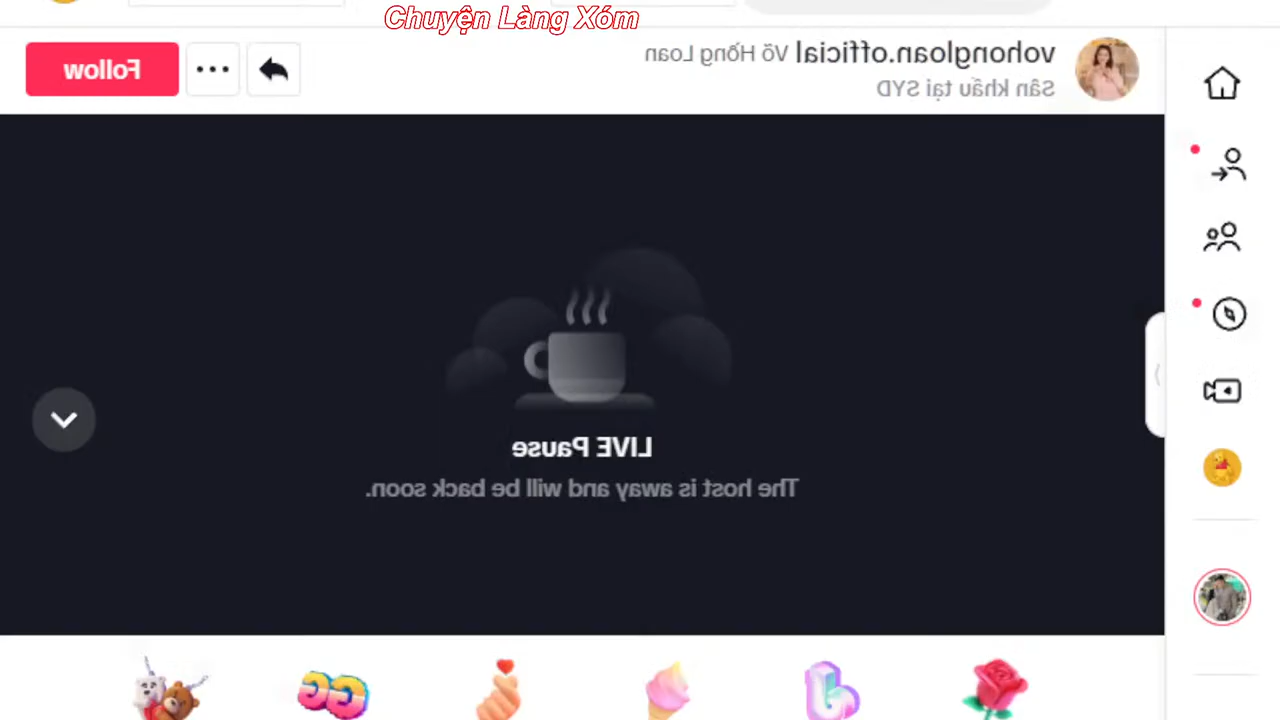 Chuyện Làng Xóm
vohongloan.official Võ Hồng Loan
Sân khấu tại SYD
Follow
LIVE Pause
The host is away and will be back soon.
GG